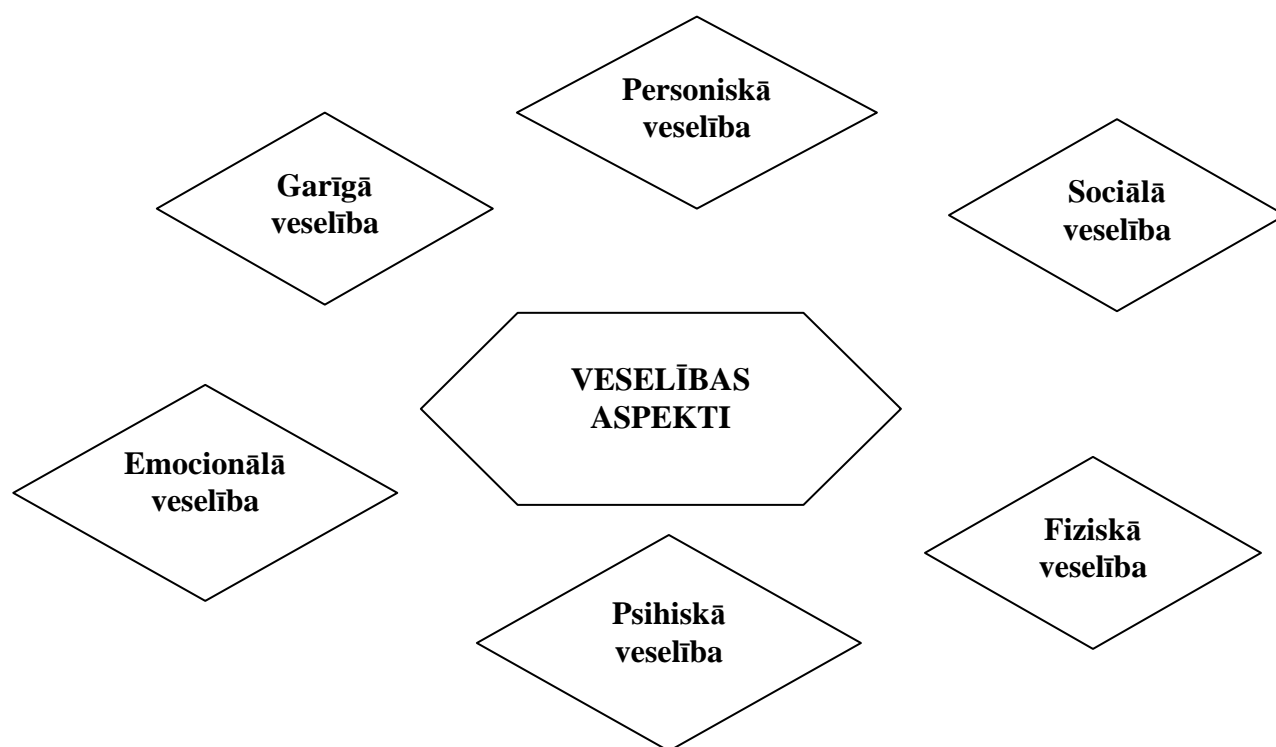 Personiskā
veselība
Garīgā
veselība
Sociālā
veselība
VESELĪBAS
ASPEKTI
Emocionālā
veselība
Fiziskā
veselība
Psihiskā
veselība